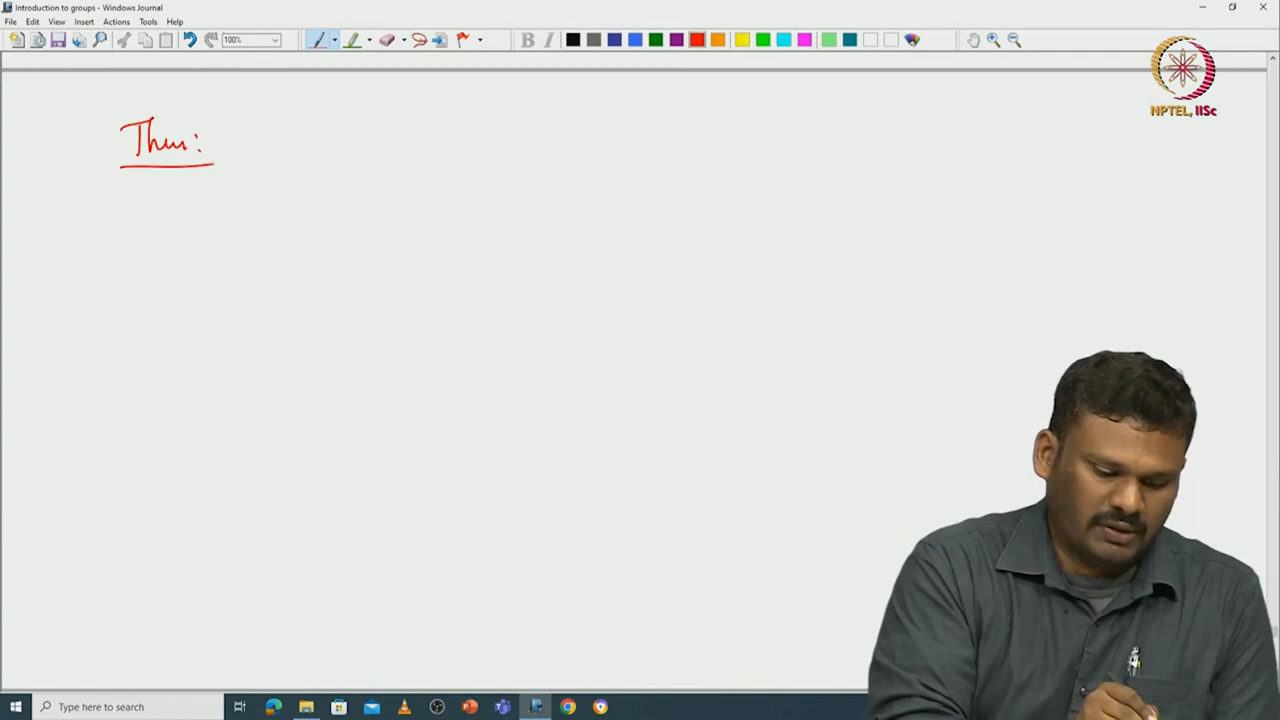 Introduction to groups - Windows Journal
File Edit View Insert Actions Tools Help
100%
B I
NPTEL, IISc
Thm:
Type here to search